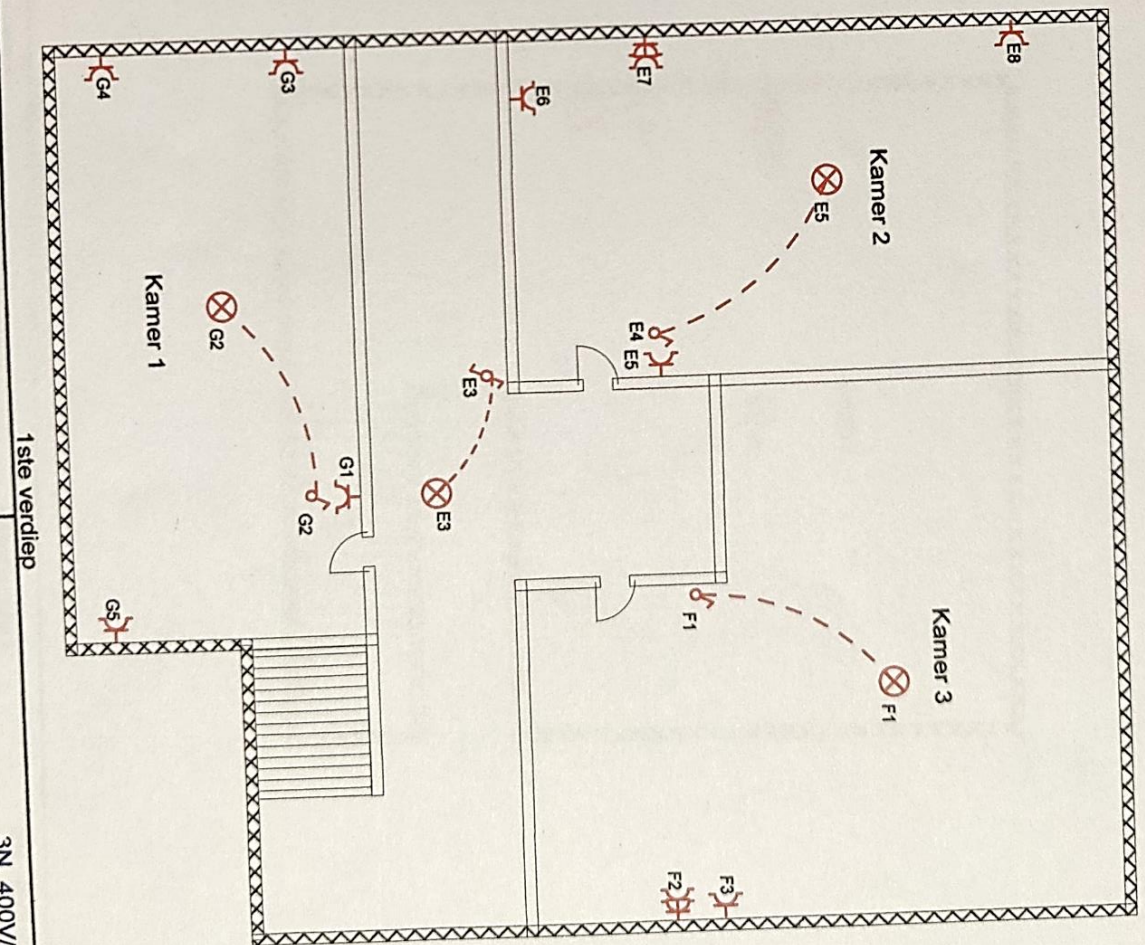 E8
E7
E6
G3
G4
Kamer 2
E5
E4
E5
Kamer 1
G2
E3
E3
G1
G2
F1
Kamer 3
F1
G5
F3
F2
1ste verdiep
3N 400V/